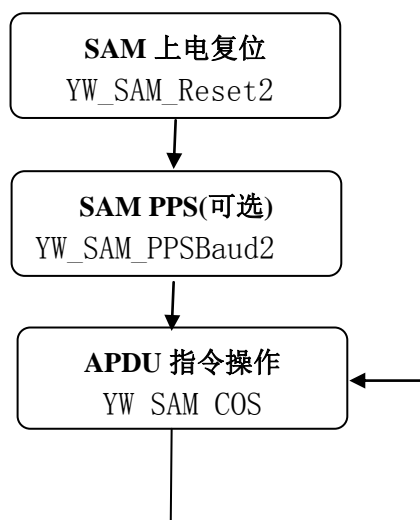 SAM 上电复位
YW_SAM_Reset2
SAM PPS(可选)
YW_SAM_PPSBaud2
APDU 指令操作
YW SAM COS